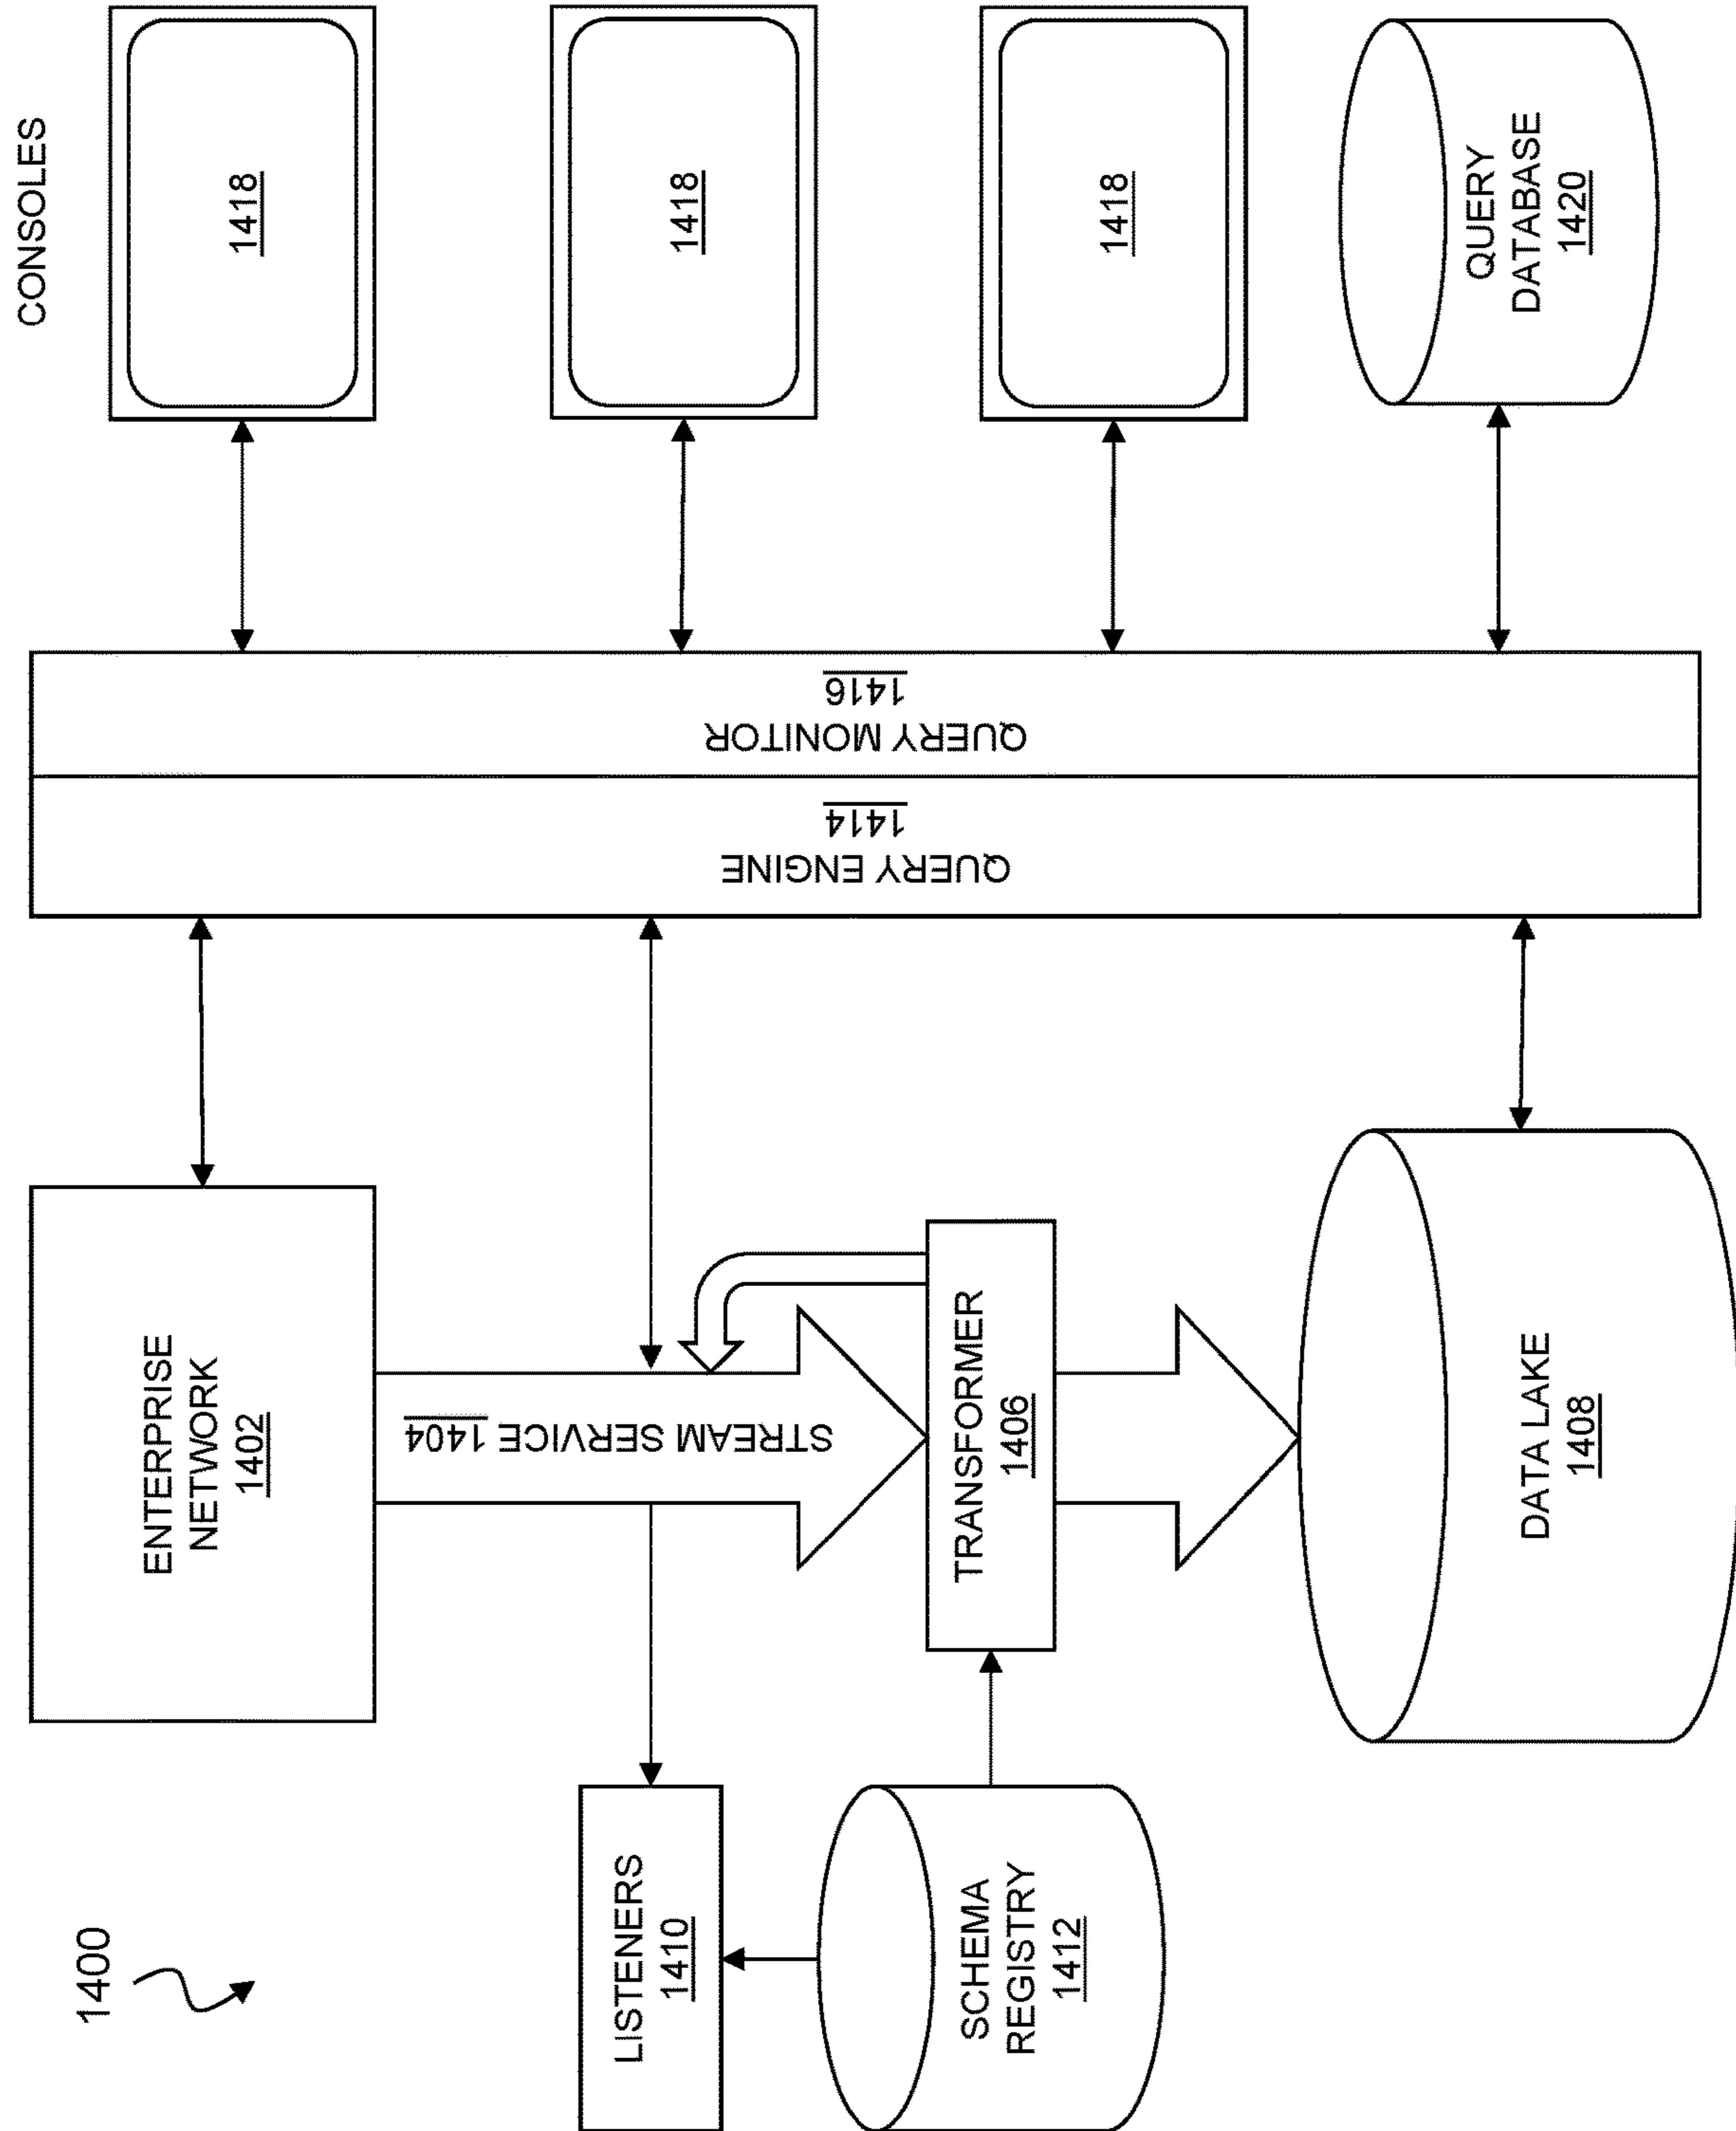 1400
CONSOLES
ENTERPRISE
NETWORK
1402
STREAM SERVICE 1404
TRANSFORMER
1406
DATA LAKE
1408
LISTENERS
1410
SCHEMA
REGISTRY
1412
QUERY ENGINE
1414
QUERY MONITOR
1416
1418
1418
1418
QUERY
DATABASE
1420